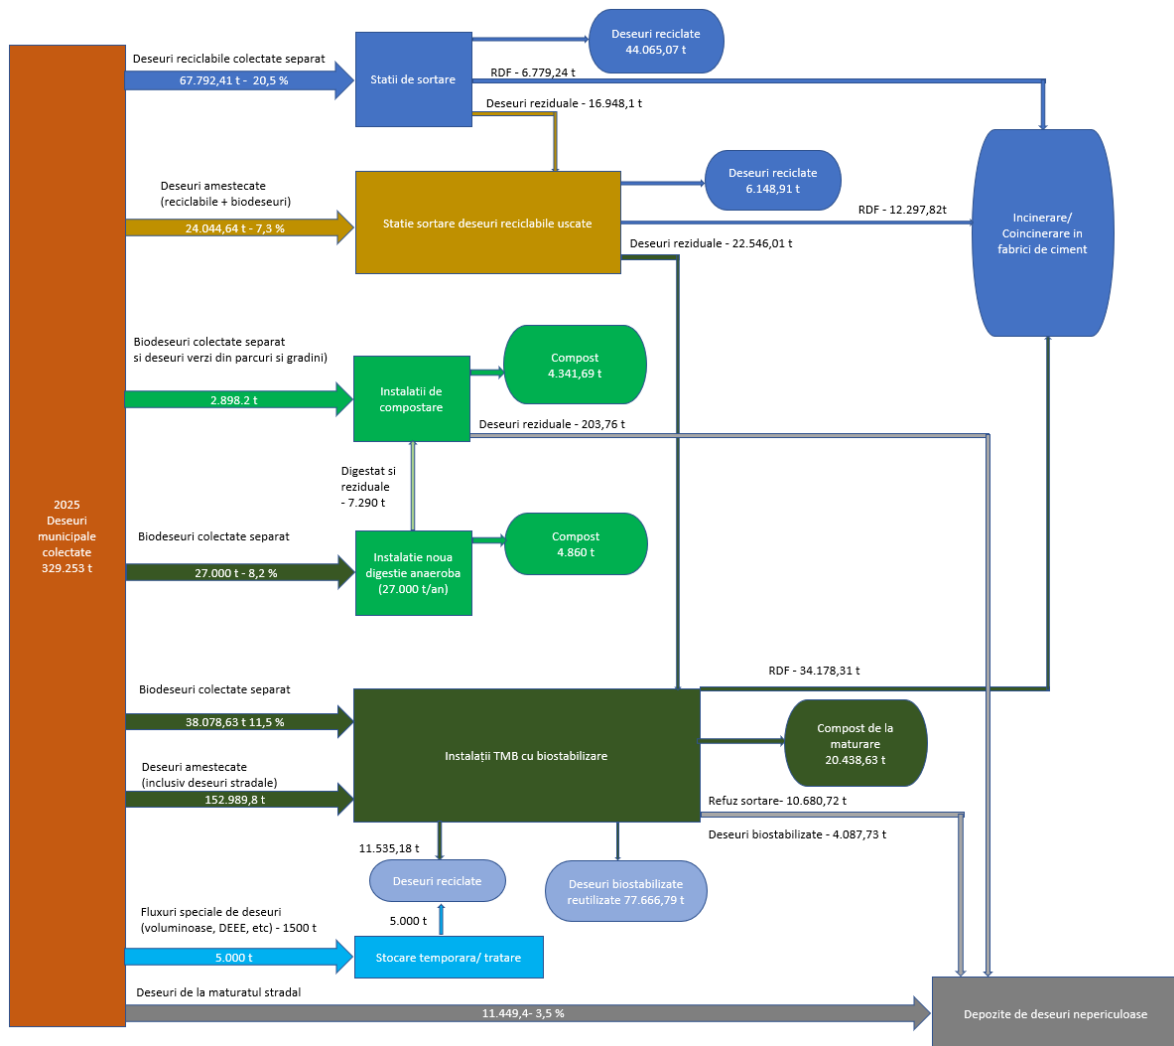 2025
Deseuri
municipale
colectate
329.253 t
Deseuri reciclabile colectate separat
67.792,41 t - 20,5 %
Statii de sortare
Deseuri reciclate
44.065,07 t
RDF - 6.779,24 t
Deseuri reziduale - 16.948,1 t
Deseuri amestecate
(reciclabile + biodeseuri)
24.044,64 t - 7,3 %
Statie sortare deseuri reciclabile uscate
Deseuri reciclate
6.148,91 t
RDF - 12.297,82t
Deseuri reziduale - 22.546,01 t
Incinerare/
Coincinerare in
fabrici de ciment
Biodeseuri colectate separat
si deseuri verzi din parcuri si gradini)
2.898.2 t
Instalatii de
compostare
Compost
4.341,69 t
Deseuri reziduale - 203,76 t
Digestat si
reziduale
- 7.290 t
Biodeseuri colectate separat
27.000 t - 8,2 %
Instalatie noua
digestie anaeroba
(27.000 t/an)
Compost
4.860 t
Biodeseuri colectate separat
38.078,63 t 11,5 %
Deseuri amestecate
(inclusiv deseuri stradale)
152.989,8 t
Instalații TMB cu biostabilizare
RDF - 34.178,31 t
Compost de la
maturare
20.438,63 t
Refuz sortare- 10.680,72 t
Deseuri biostabilizate - 4.087,73 t
11.535,18 t
Deseuri reciclate
Deseuri biostabilizate
reutilizate 77.666,79 t
5.000 t
Fluxuri speciale de deseuri
(voluminoase, DEEE, etc) - 1500 t
5.000 t
Stocare temporara/ tratare
Deseuri de la maturatul stradal
11.449,4- 3,5 %
Depozite de deseuri nepericuloase